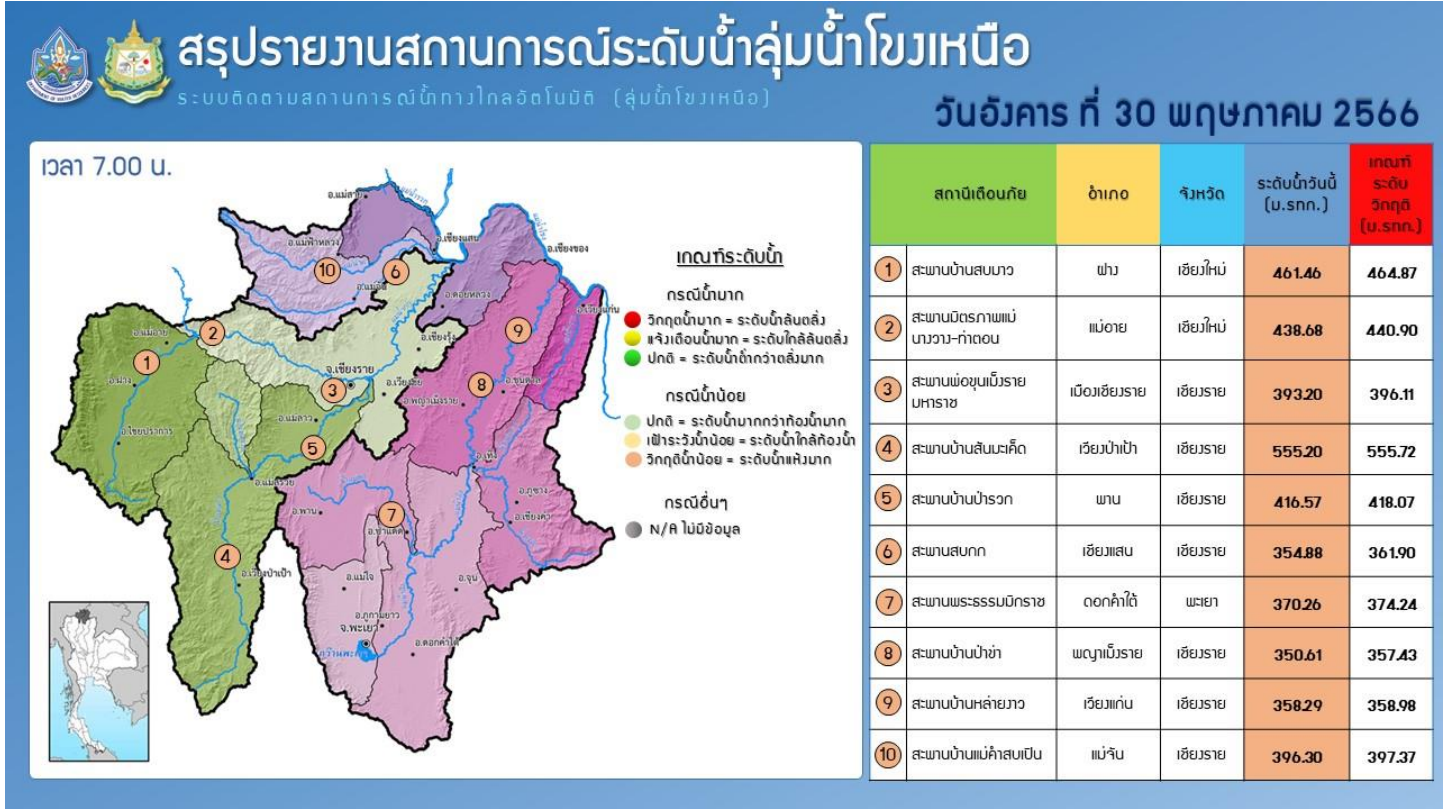 สรุปรายงานสถานการณ์ระดับน้ำลุ่มน้ำโขงเหนือ
ระบบติดตามสถานการณ์น้ำทางไกลอัตโนมัติ (ลุ่มน้ำโขงเหนือ)
วันอังคาร ที่ 30 พฤษภาคม 2566
เวลา 7.00 น.
อ.แม่สาย
อ.แม่ฟ้าหลวง
อ.เชียงแสน
อ.เชียงของ
10
6
อ.ดอยหลวง
อ.เวียงแก่น
อ.แม่อาย
2
9
อ.เชียงรุ้ง
1
อ.ฝาง
จ.เชียงราย
3
8
อ.ขุนตาล
อ.พญาเม็งราย
อ.แม่ลาว
อ.ไชยปราการ
5
อ.เทิง
อ.แม่สรวย
อ.ภูซาง
อ.พาน
7
อ.เชียงคำ
อ.ป่าแดด
4
อ.เวียงป่าเป้า
อ.แม่ใจ
อ.จุน
อ.ภูกามยาว
จ.พะเยา
อ.ดอกคำใต้
เกณฑ์ระดับน้ำ
กรณีน้ำมาก
วิกฤตน้ำมาก = ระดับน้ำล้นตลิ่ง
แจ้งเตือนน้ำมาก = ระดับใกล้ล้นตลิ่ง
ปกติ = ระดับน้ำต่ำกว่าตลิ่งมาก
กรณีน้ำน้อย
ปกติ = ระดับน้ำมากกว่าท้องน้ำมาก
เฝ้าระวังน้ำน้อย = ระดับน้ำใกล้ท้องน้ำ
วิกฤติน้ำน้อย = ระดับน้ำแห้งมาก
กรณีอื่นๆ
N/A ไม่มีข้อมูล
สถานีเตือนภัย อำเภอ จังหวัด ระดับน้ำวันนี้ (ม.รทก.) เกณฑ์ระดับวิกฤติ (ม.รทก.)
1 สะพานบ้านสบมาว ฝาง เชียงใหม่ 461.46 464.87
2 สะพานมิตรภาพแม่นางวาง-ท่าตอน แม่อาย เชียงใหม่ 438.68 440.90
3 สะพานพ่อขุนเม็งรายมหาราช เมืองเชียงราย เชียงราย 393.20 396.11
4 สะพานบ้านสันมะเค็ด เวียงป่าเป้า เชียงราย 555.20 555.72
5 สะพานบ้านป่ารวก พาน เชียงราย 416.57 418.07
6 สะพานสบกก เชียงแสน เชียงราย 354.88 361.90
7 สะพานพระธรรมมิกราช ดอกคำใต้ พะเยา 370.26 374.24
8 สะพานบ้านป่าข่า พญาเม็งราย เชียงราย 350.61 357.43
9 สะพานบ้านหล่ายงาว เวียงแก่น เชียงราย 358.29 358.98
10 สะพานบ้านแม่คำสบเปิน แม่จัน เชียงราย 396.30 397.37